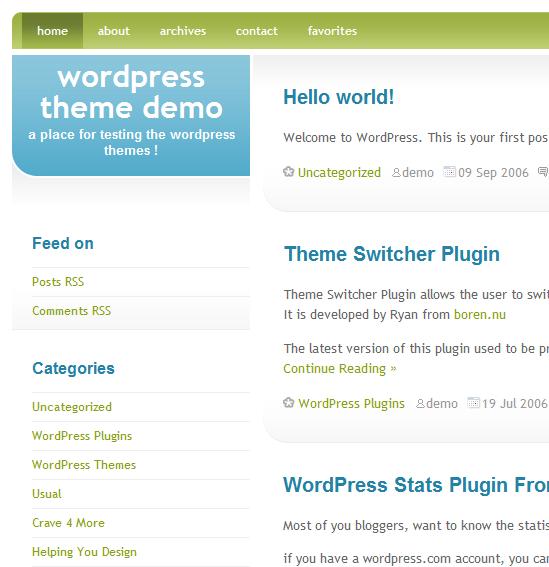 home about archives contact favorites
wordpress
theme demo
a place for testing the wordpress
themes !
Feed on
Posts RSS
Comments RSS
Categories
Uncategorized
WordPress Plugins
WordPress Themes
Usual
Crave 4 More
Helping You Design
Hello world!
Welcome to WordPress. This is your first pos
Uncategorized demo 09 Sep 2006
Theme Switcher Plugin
Theme Switcher Plugin allows the user to swit
It is developed by Ryan from boren.nu
The latest version of this plugin used to be pr
Continue Reading »
WordPress Plugins demo 19 Jul 2006
WordPress Stats Plugin Fro
Most of you bloggers, want to know the statis
if you have a wordpress.com account, you can